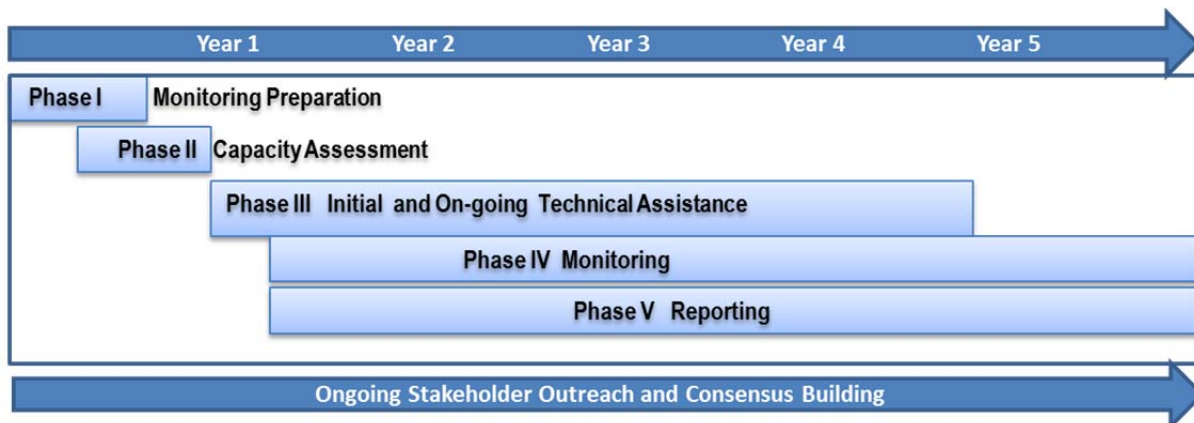 Year 1 Year 2 Year 3 Year 4 Year 5
Phase I Monitoring Preparation
Phase II Capacity Assessment
Phase III Initial and On-going Technical Assistance
Phase IV Monitoring
Phase V Reporting
Ongoing Stakeholder Outreach and Consensus Building